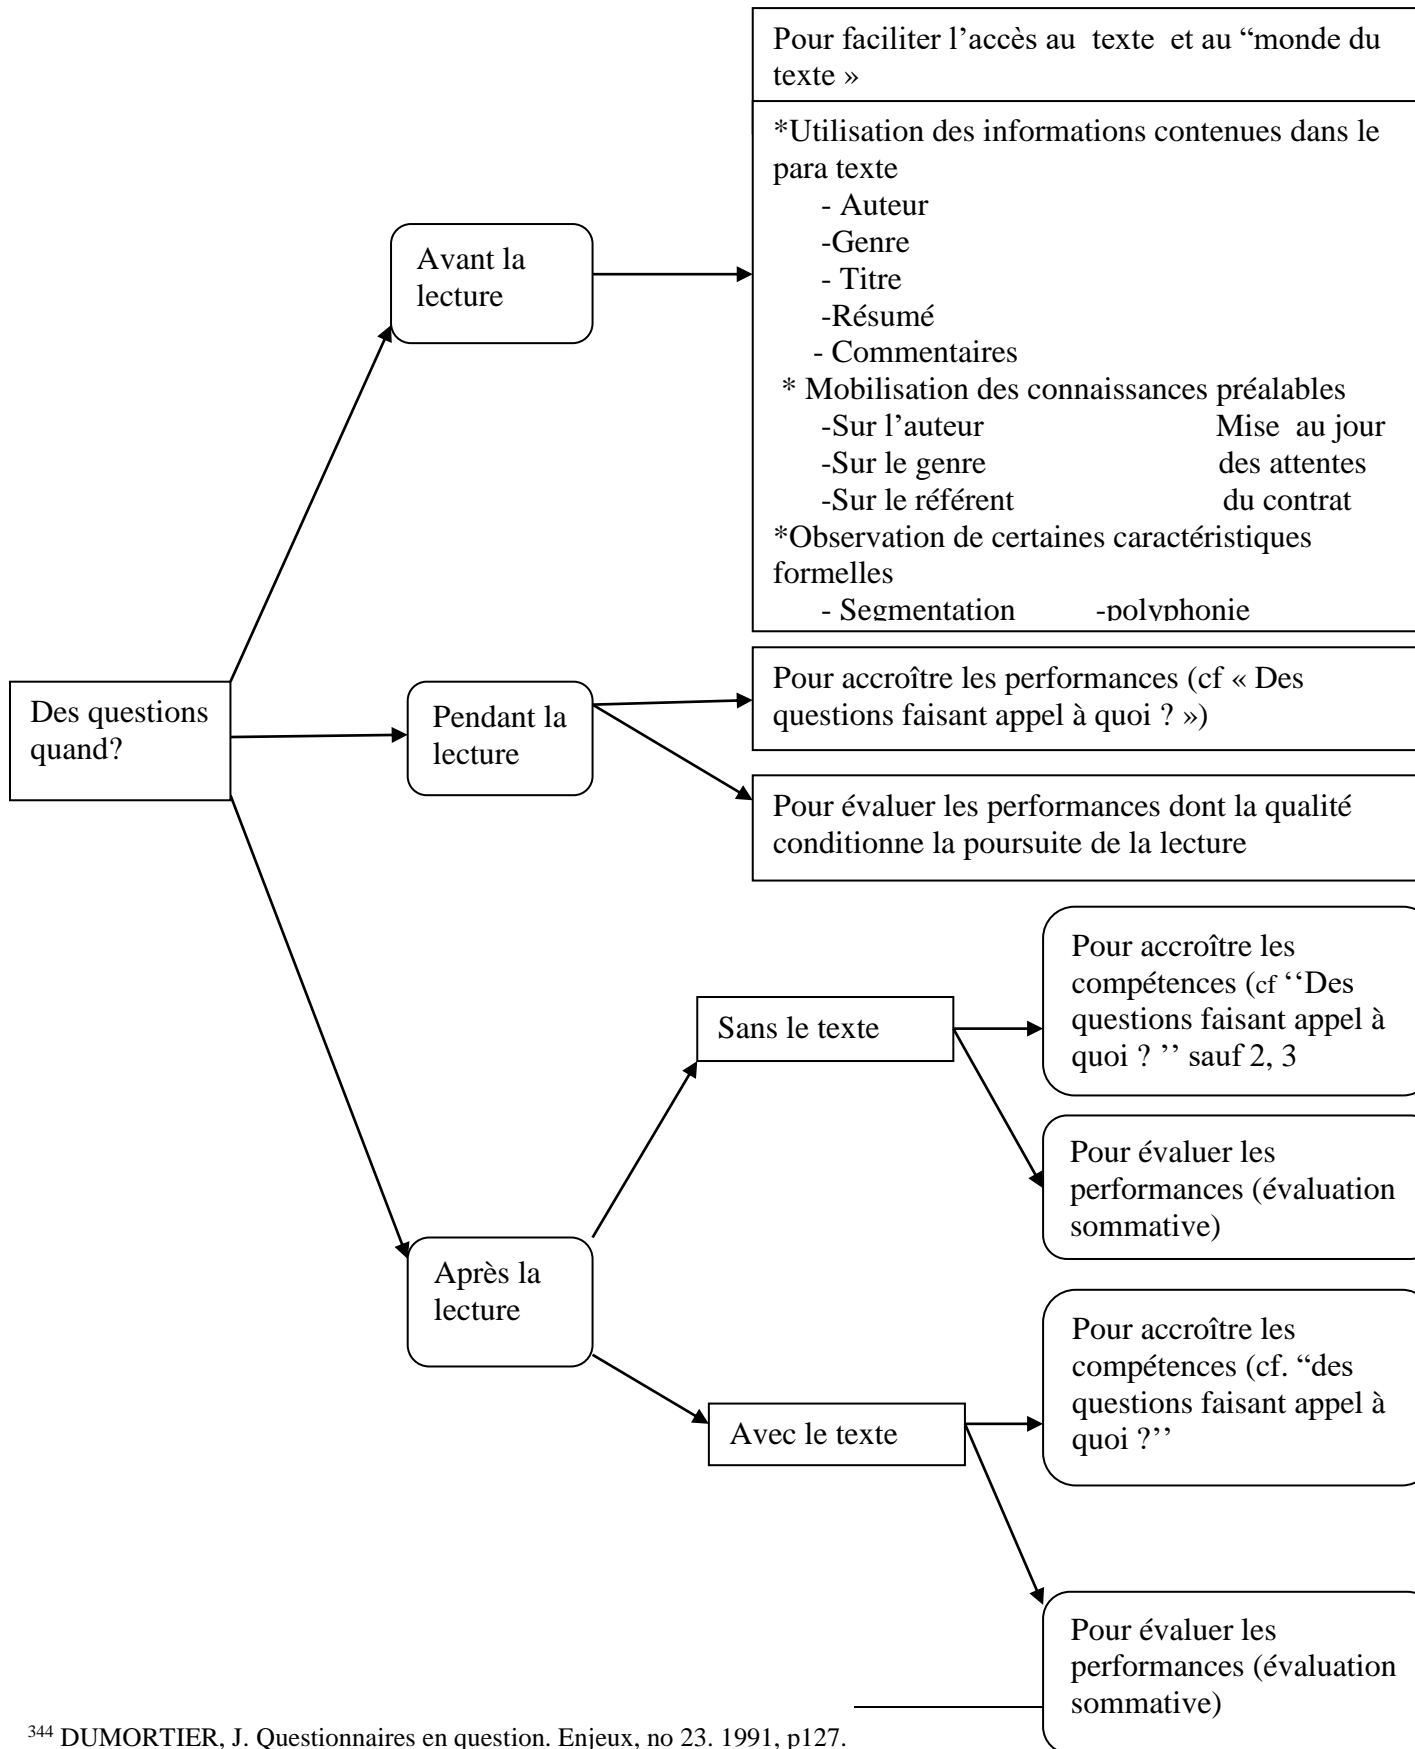 Pour faciliter l’accès au  texte  et au “monde du
texte »
*Utilisation des informations contenues dans le
para texte
- Auteur
-Genre
- Titre
-Résumé
- Commentaires
* Mobilisation des connaissances préalables
-Sur l’auteur Mise  au jour
-Sur le genre des attentes
-Sur le référent du contrat
*Observation de certaines caractéristiques
formelles
- Segmentation -polyphonie
Avant la
lecture
Des questions
quand?
Pendant la
lecture
Pour accroître les performances (cf « Des
questions faisant appel à quoi ? »)
Pour évaluer les performances dont la qualité
conditionne la poursuite de la lecture
Après la
lecture
Sans le texte
Pour accroître les
compétences (cf ‘‘Des
questions faisant appel à
quoi ? ’’ sauf 2, 3
Pour évaluer les
performances (évaluation
sommative)
Avec le texte
Pour accroître les
compétences (cf. “des
questions faisant appel à
quoi ?’’
Pour évaluer les
performances (évaluation
sommative)
344 DUMORTIER, J. Questionnaires en question. Enjeux, no 23. 1991, p127.